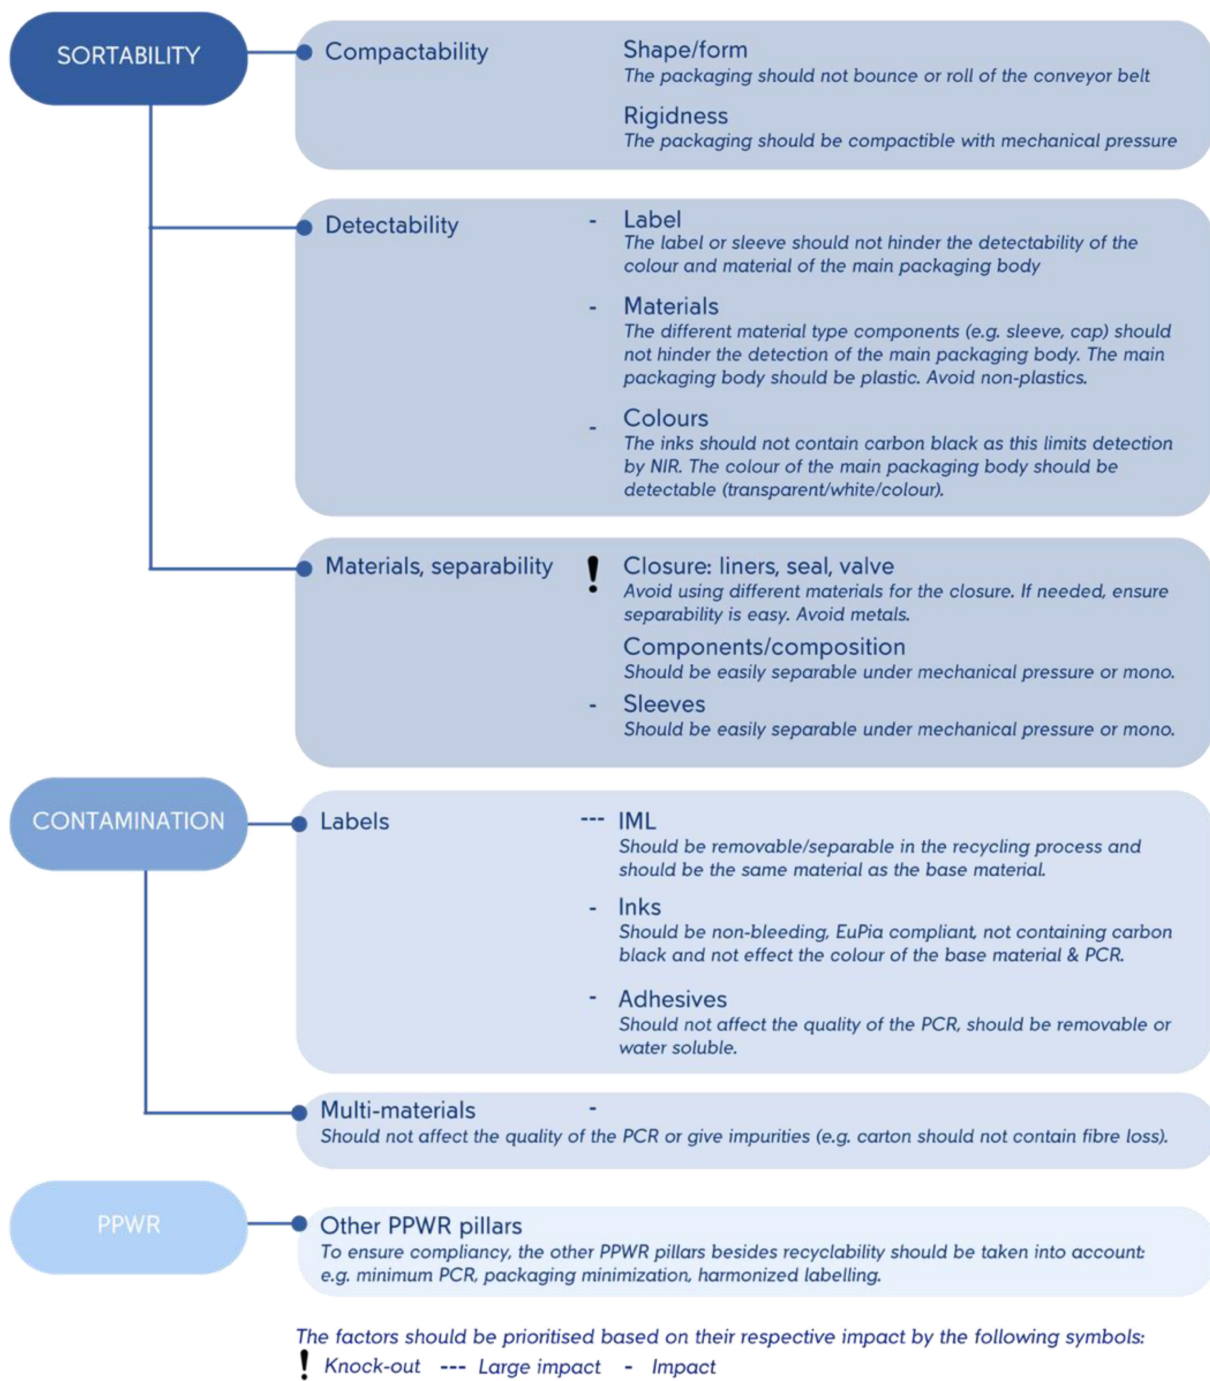 SORTABILITY
Compactability
Shape/form
The packaging should not bounce or roll of the conveyor belt
Rigidness
The packaging should be compactible with mechanical pressure
Detectability
- Label
The label or sleeve should not hinder the detectability of the
colour and material of the main packaging body
- Materials
The different material type components (e.g. sleeve, cap) should
not hinder the detection of the main packaging body. The main
packaging body should be plastic. Avoid non-plastics.
- Colours
The inks should not contain carbon black as this limits detection
by NIR. The colour of the main packaging body should be
detectable (transparent/white/colour).
Materials, separability
! Closure: liners, seal, valve
Avoid using different materials for the closure. If needed, ensure
separability is easy. Avoid metals.
Components/composition
Should be easily separable under mechanical pressure or mono.
- Sleeves
Should be easily separable under mechanical pressure or mono.
CONTAMINATION
Labels
--- IML
Should be removable/separable in the recycling process and
should be the same material as the base material.
- Inks
Should be non-bleeding, EuPia compliant, not containing carbon
black and not effect the colour of the base material & PCR.
- Adhesives
Should not affect the quality of the PCR, should be removable or
water soluble.
Multi-materials -
Should not affect the quality of the PCR or give impurities (e.g. carton should not contain fibre loss).
PPWR
Other PPWR pillars
To ensure compliancy, the other PPWR pillars besides recyclability should be taken into account:
e.g. minimum PCR, packaging minimization, harmonized labelling.
The factors should be prioritised based on their respective impact by the following symbols:
! Knock-out --- Large impact - Impact